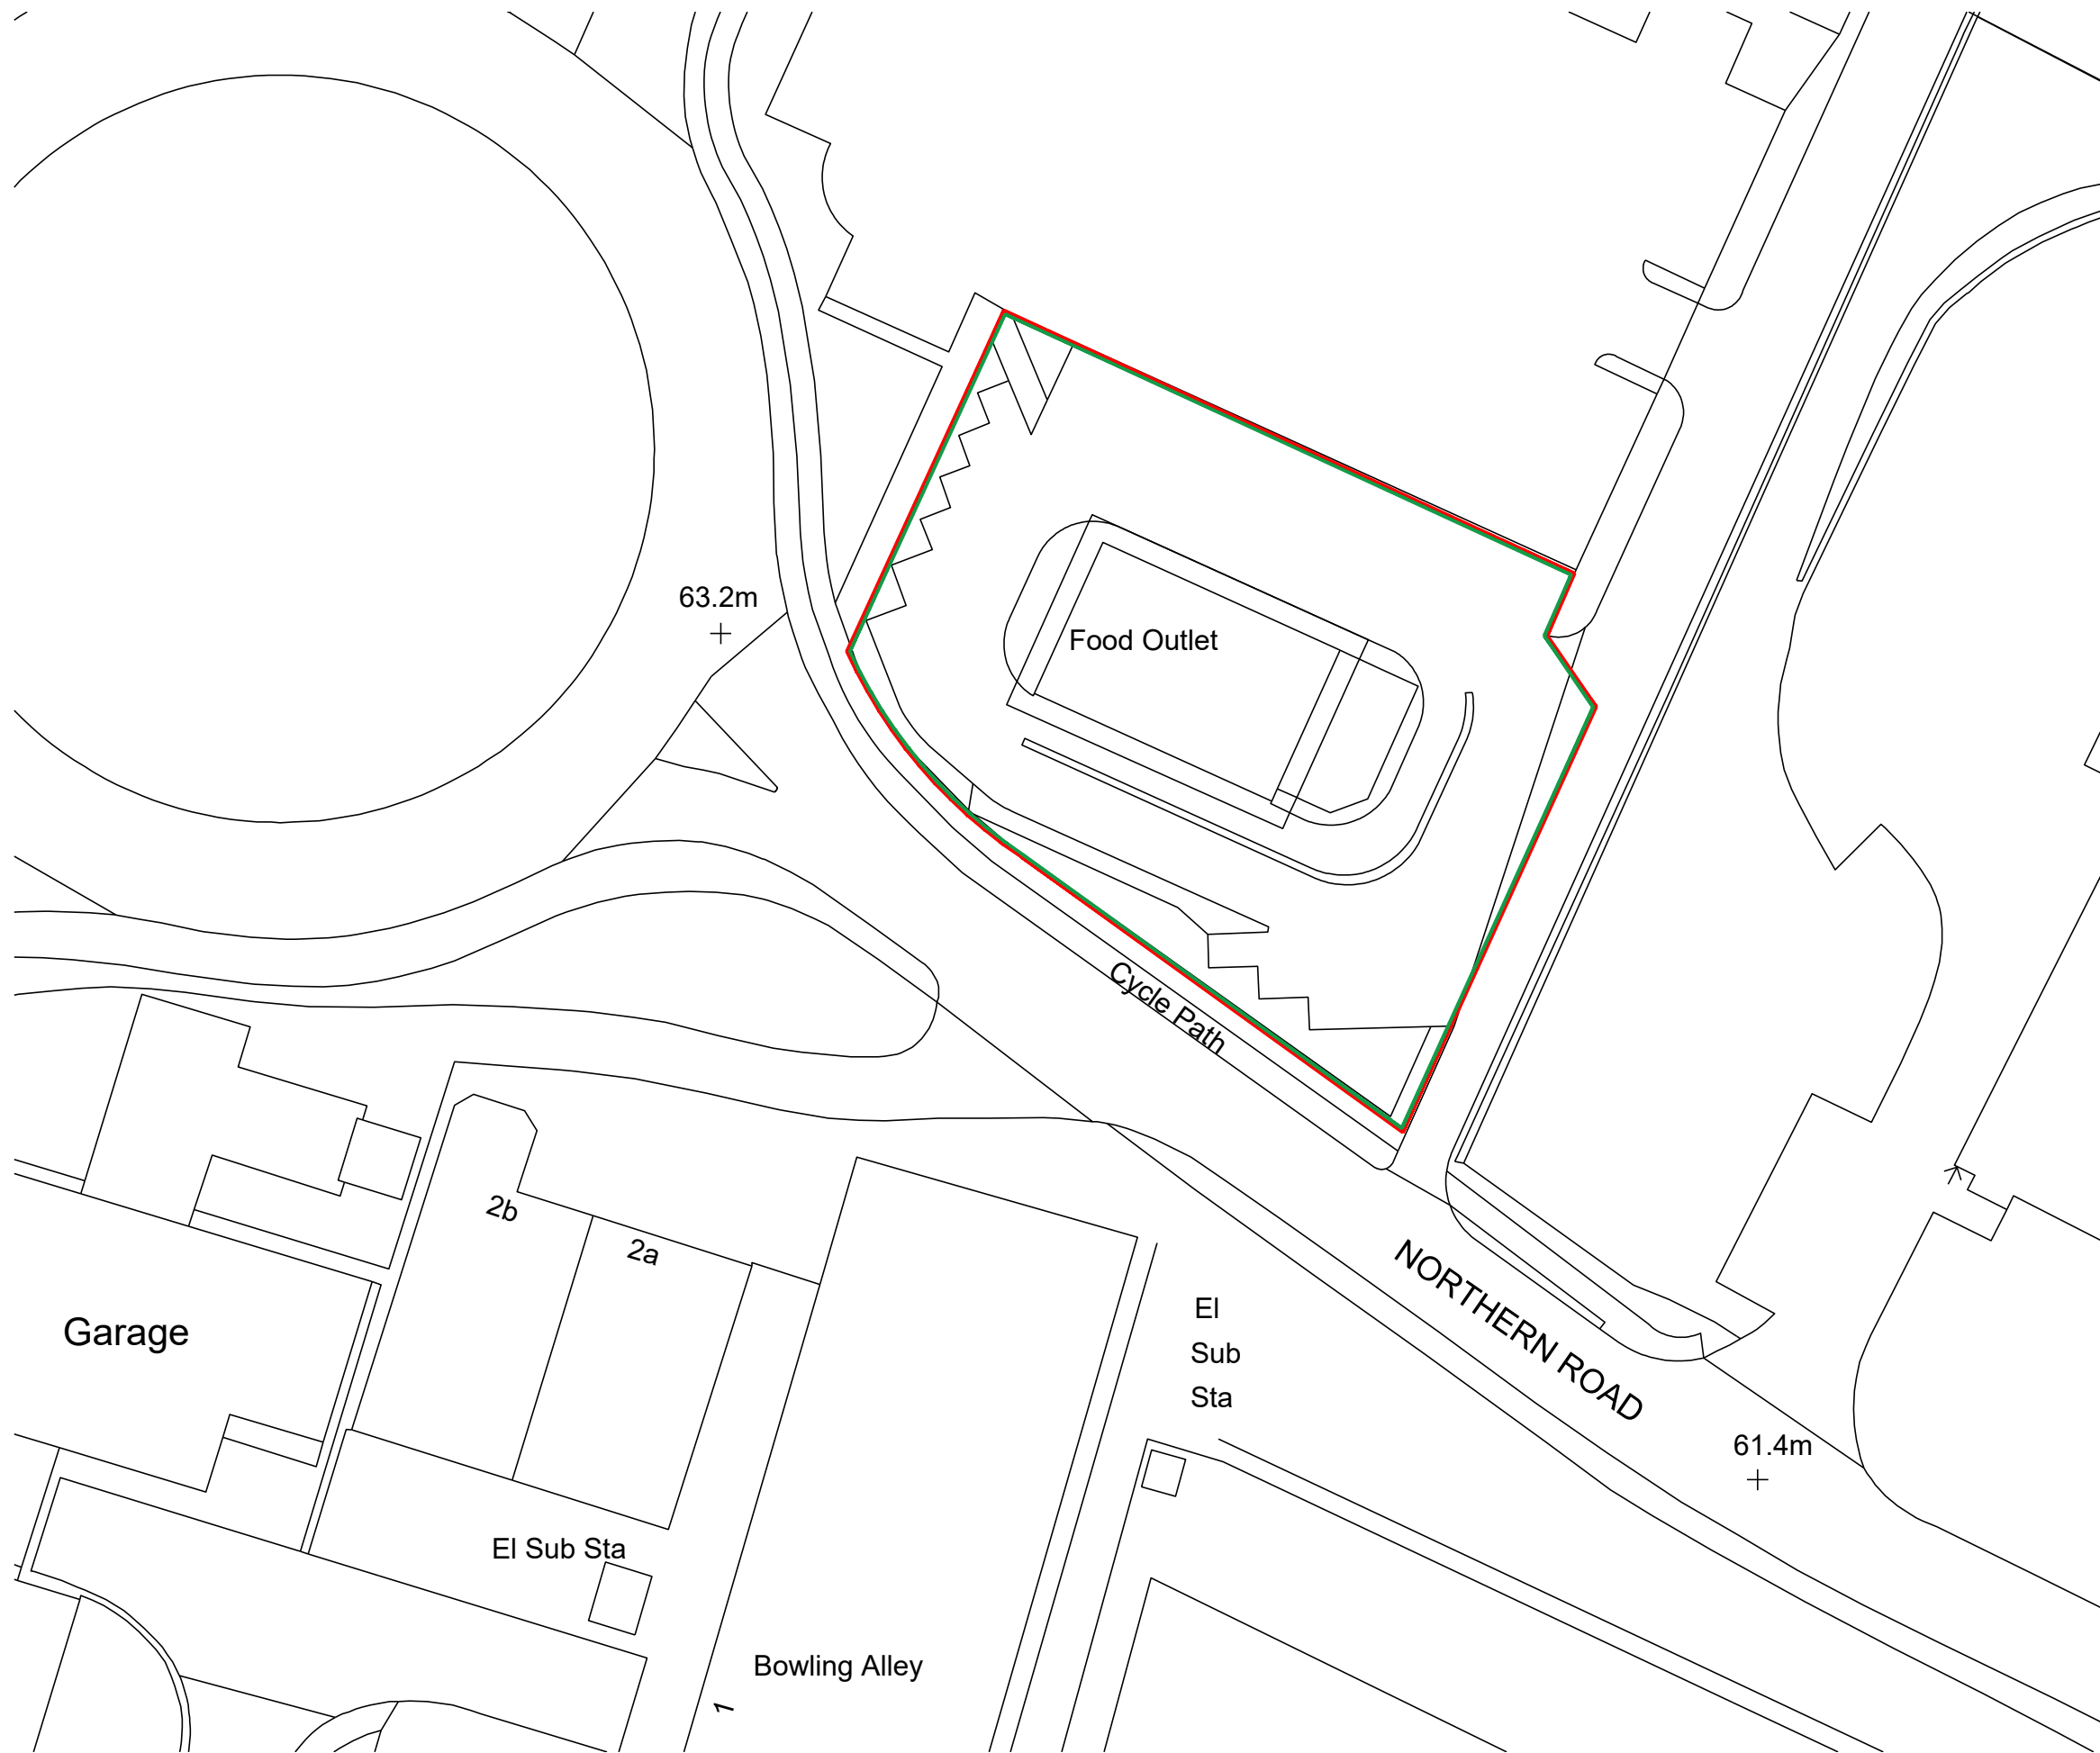 63.2m
Food Outlet
Cycle Path
2b
2a
Garage
El
Sub
Sta
NORTHERN ROAD
61.4m
El Sub Sta
Bowling Alley
1